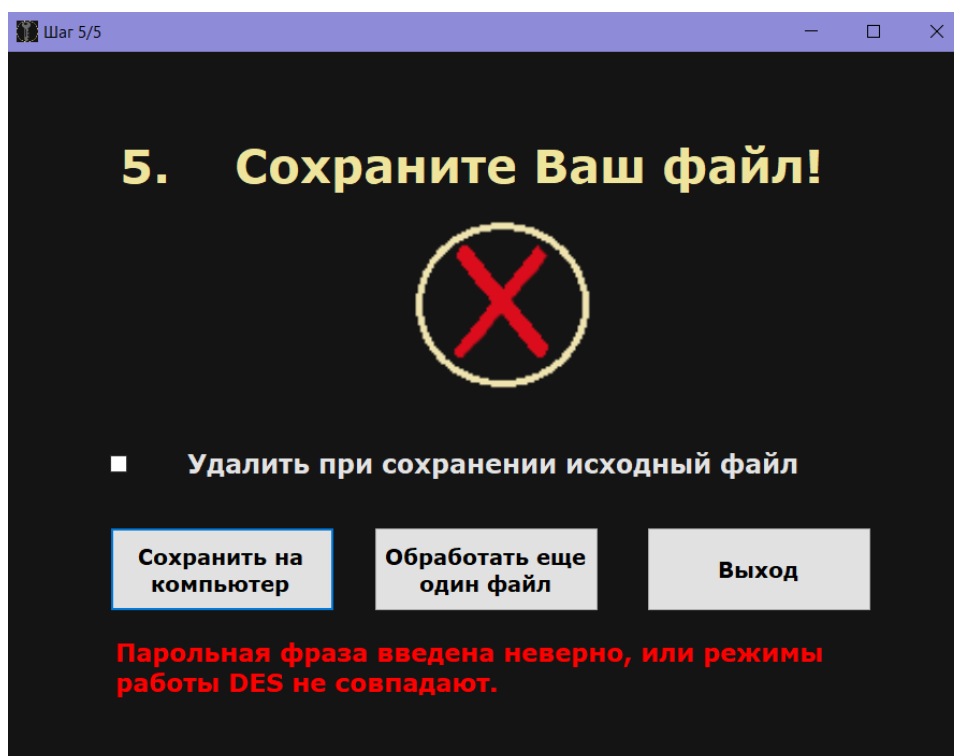 Шаг 5/5
5. Сохраните Ваш файл!
Удалить при сохранении исходный файл
Сохранить на
компьютер
Обработать еще
один файл
Выход
Парольная фраза введена неверно, или режимы
работы DES не совпадают.